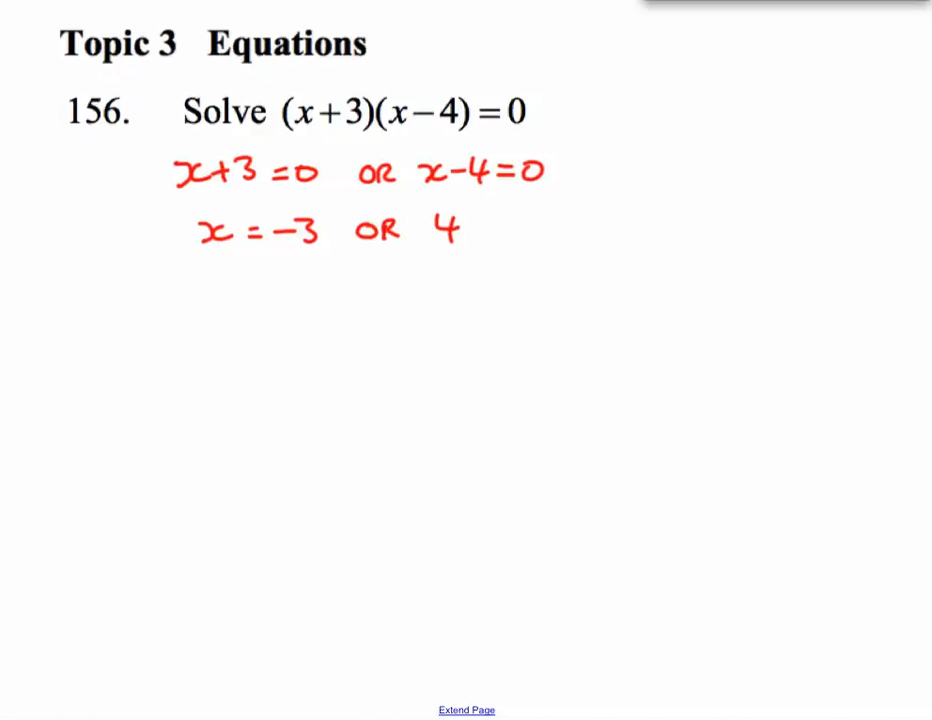 Topic 3 Equations
156. Solve (x+3)(x−4)=0
x+3=0 OR x−4=0
x=−3 OR 4
Extend Page